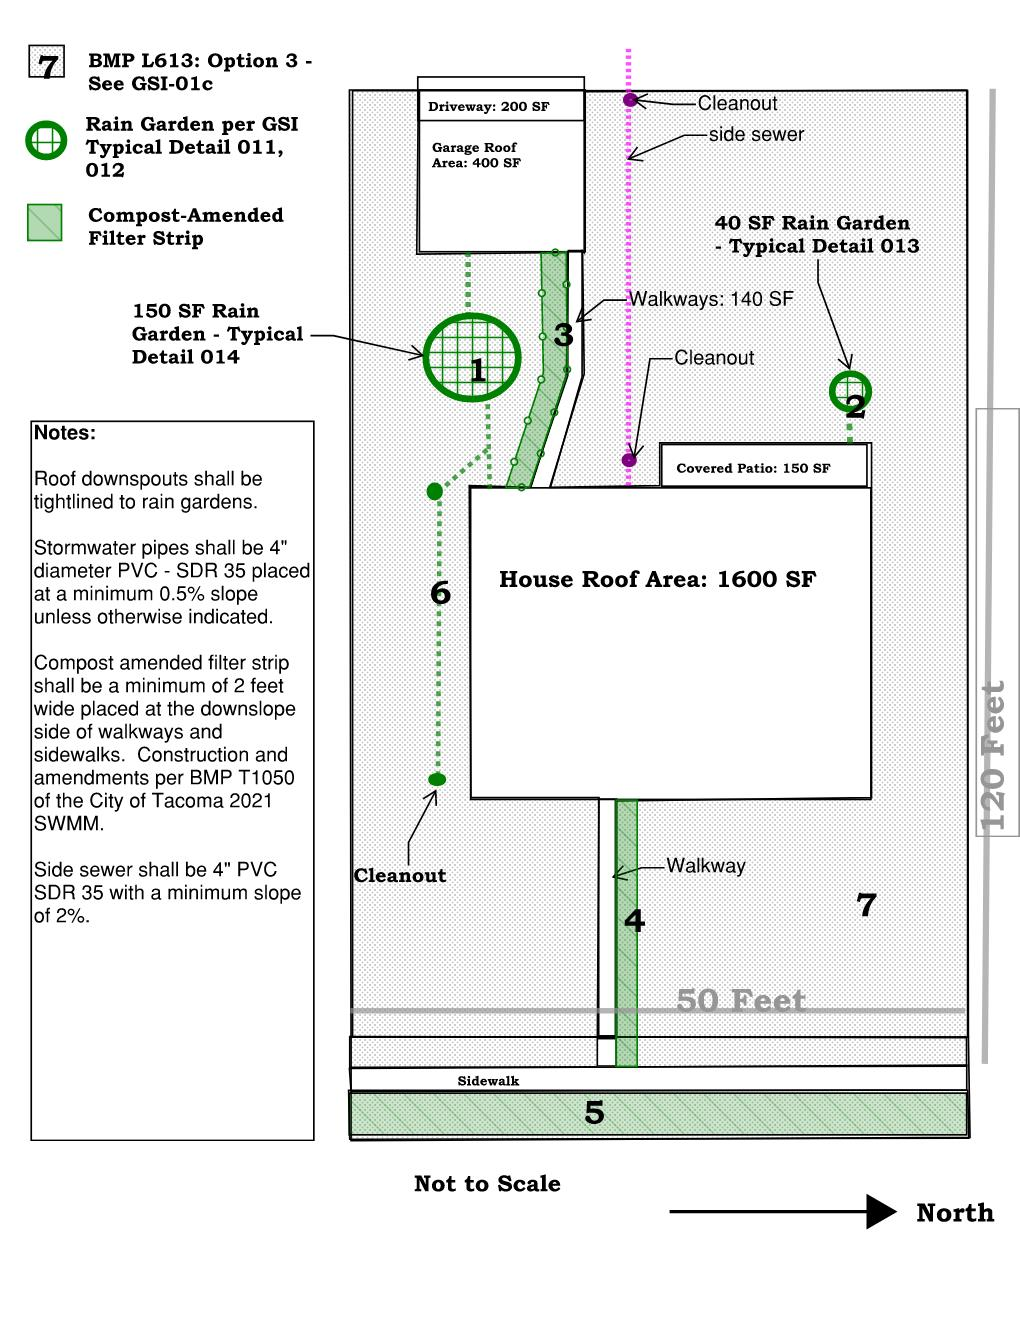 7
BMP L613: Option 3 -
See GSI-01c
Rain Garden per GSI
Typical Detail 011,
012
Compost-Amended
Filter Strip
Driveway: 200 SF
Garage Roof
Area: 400 SF
Cleanout
side sewer
40 SF Rain Garden
- Typical Detail 013
150 SF Rain
Garden - Typical
Detail 014
Walkways: 140 SF
3
1
Cleanout
2
Covered Patio: 150 SF
House Roof Area: 1600 SF
6
Notes:
Roof downspouts shall be
tightlined to rain gardens.
Stormwater pipes shall be 4"
diameter PVC - SDR 35 placed
at a minimum 0.5% slope
unless otherwise indicated.
Compost amended filter strip
shall be a minimum of 2 feet
wide placed at the downslope
side of walkways and
sidewalks.  Construction and
amendments per BMP T1050
of the City of Tacoma 2021
SWMM.
Side sewer shall be 4" PVC
SDR 35 with a minimum slope
of 2%.
120 Feet
Cleanout
Walkway
7
4
50 Feet
Sidewalk
5
Not to Scale
North